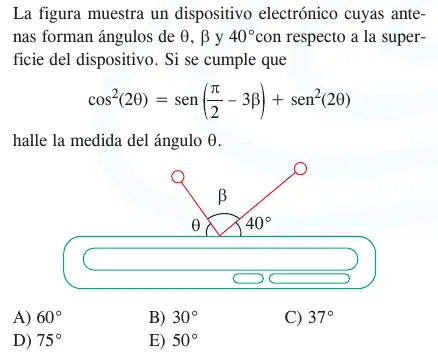 La figura muestra un dispositivo electrónico cuyas ante-
nas forman ángulos de θ, β y 40°con respecto a la super-
ficie del dispositivo. Si se cumple que
cos²(2θ) = sen(π/2 – 3β) + sen²(2θ)
halle la medida del ángulo θ.
β
θ 40°
A) 60° B) 30° C) 37°
D) 75° E) 50°